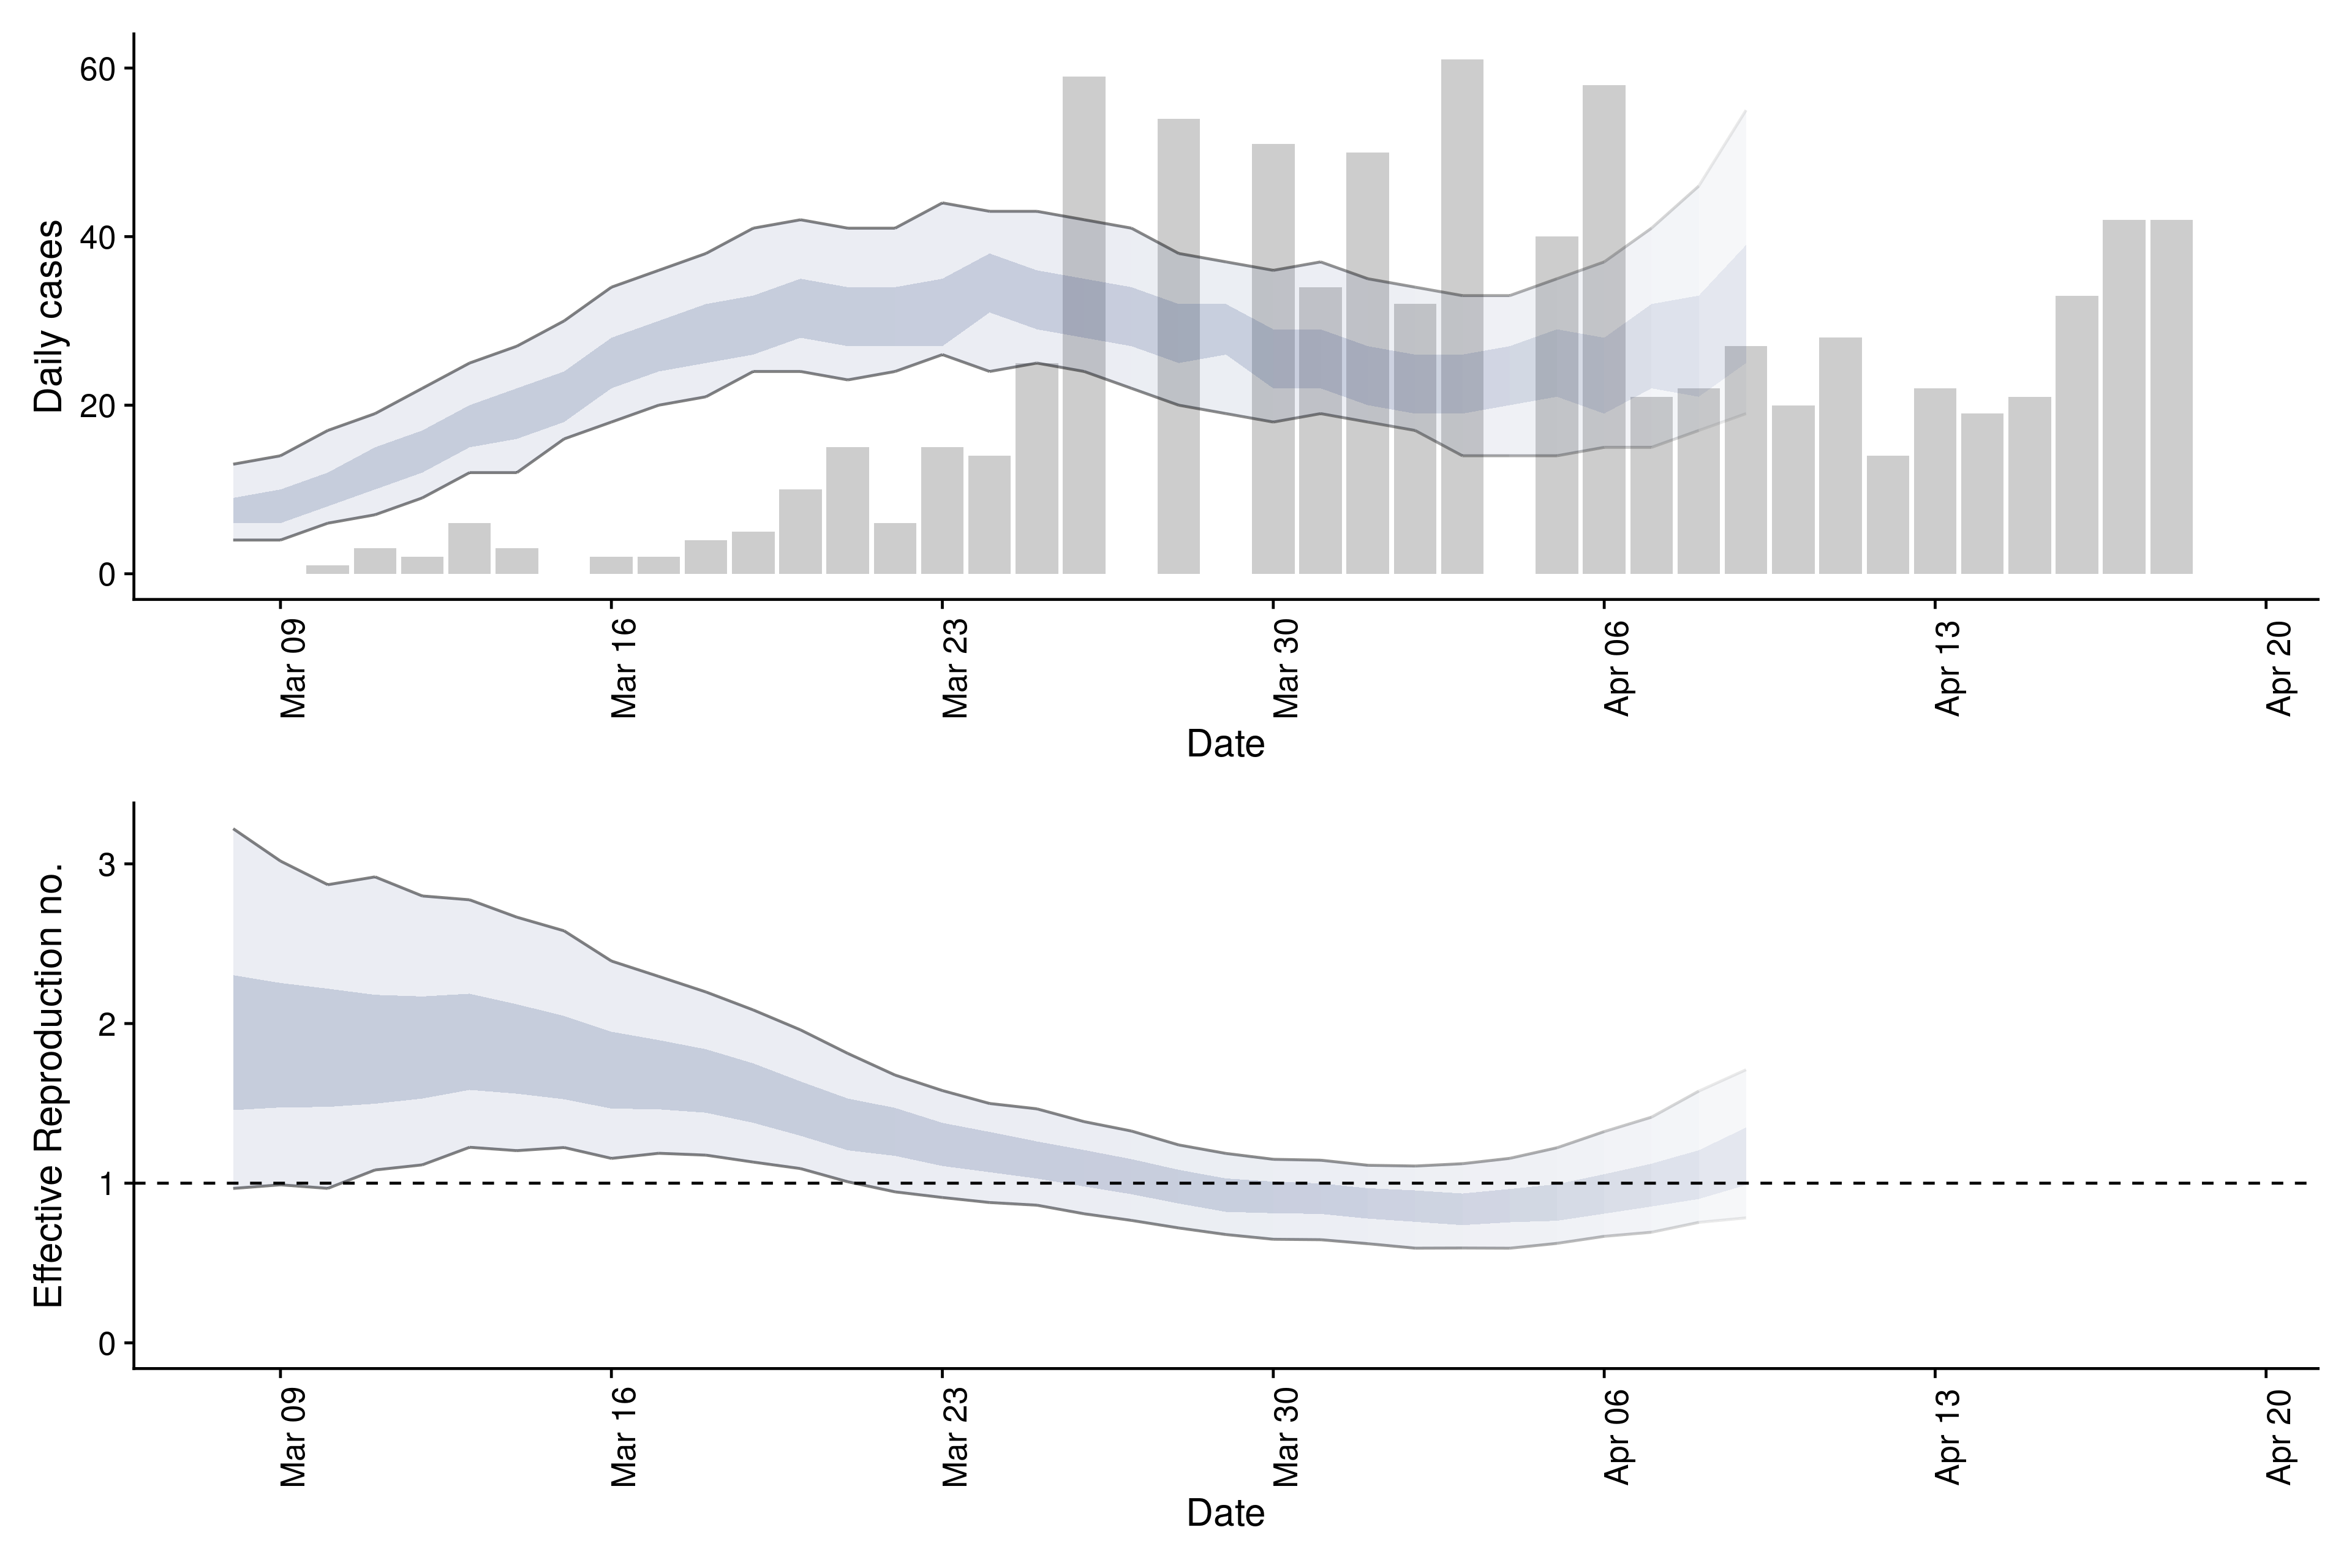 Daily cases
60
40
20
0
Mar 09
Mar 16
Mar 23
Mar 30
Apr 06
Apr 13
Apr 20
Date
Effective Reproduction no.
3
2
1
0
Mar 09
Mar 16
Mar 23
Mar 30
Apr 06
Apr 13
Apr 20
Date